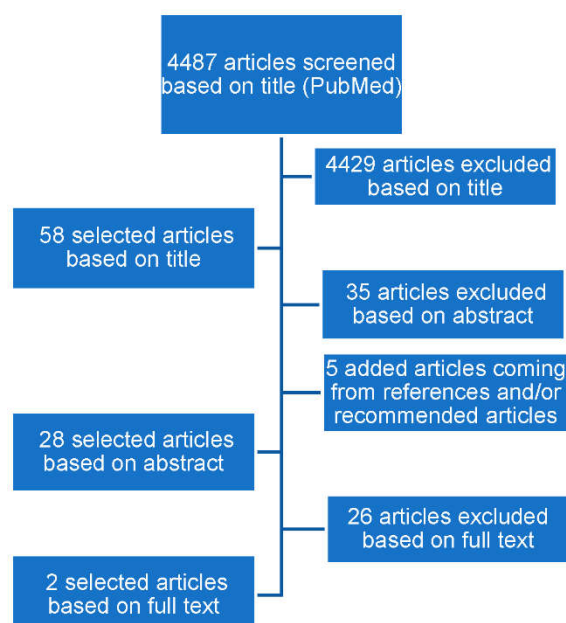 4487 articles screened
based on title (PubMed)
4429 articles excluded
based on title
58 selected articles
based on title
35 articles excluded
based on abstract
5 added articles coming
from references and/or
recommended articles
28 selected articles
based on abstract
26 articles excluded
based on full text
2 selected articles
based on full text